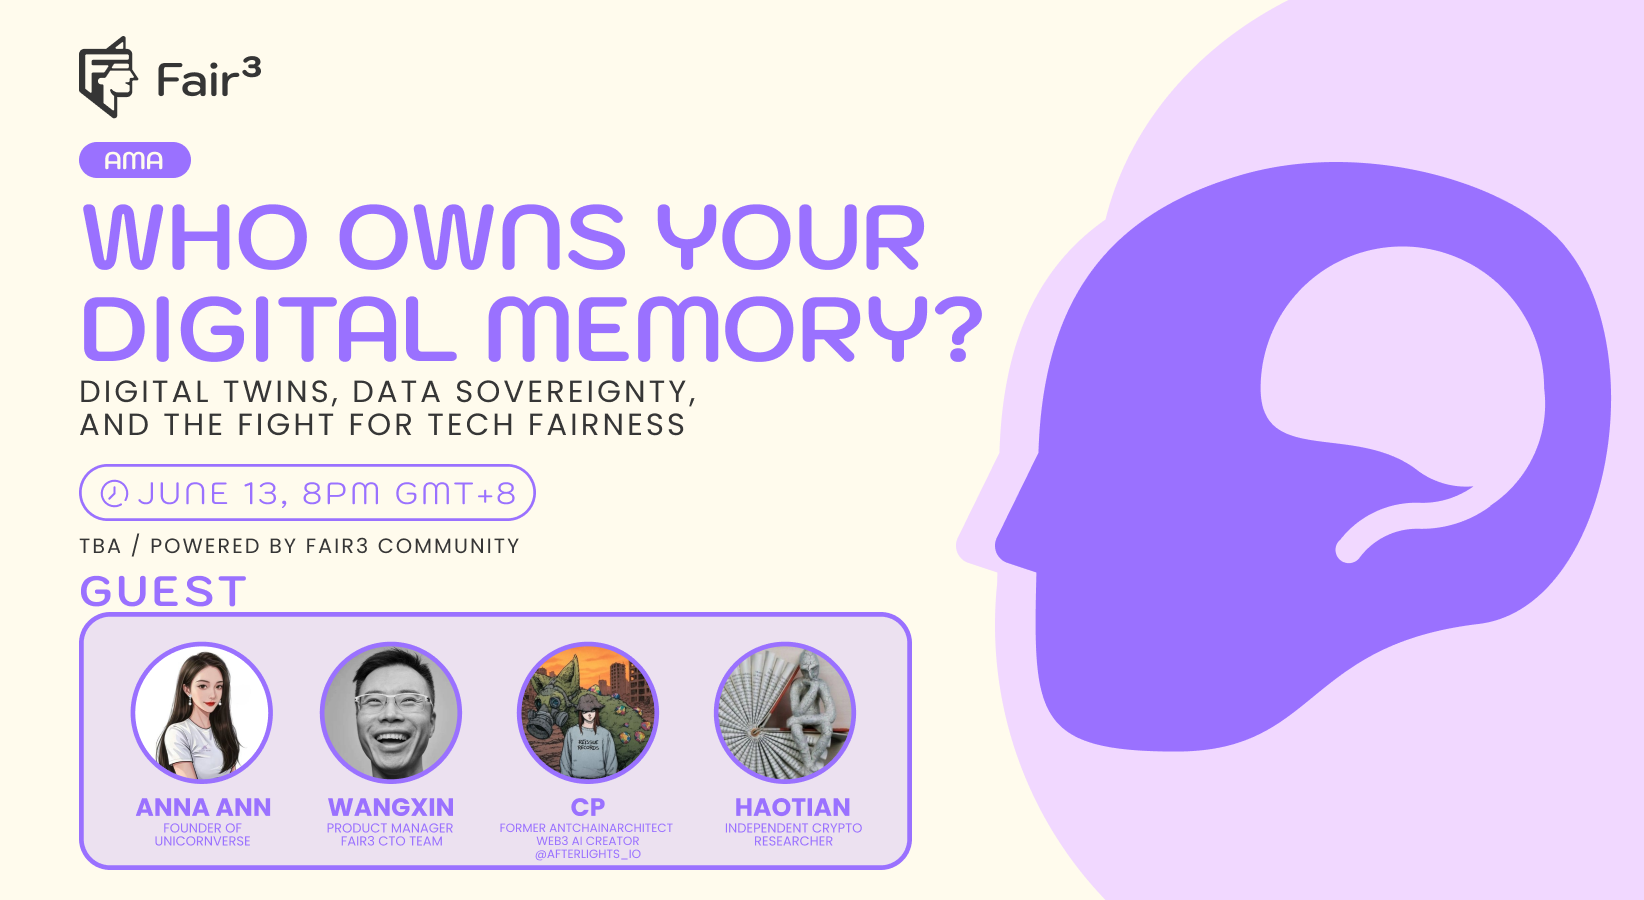 Fair³
AMA
WHO OWNS YOUR
DIGITAL MEMORY?
DIGITAL TWINS, DATA SOVEREIGNTY,
AND THE FIGHT FOR TECH FAIRNESS
JUNE 13, 8PM GMT+8
TBA / POWERED BY FAIR3 COMMUNITY
GUEST
ANNA ANN
FOUNDER OF
UNICORNVERSE
WANGXIN
PRODUCT MANAGER
FAIR3 CTO TEAM
RECORDS
CP
FORMER ANTCHAINARCHITECT
WEB3 AI CREATOR
@AFTERLIGHTS_IO
HAOTIAN
INDEPENDENT CRYPTO
RESEARCHER